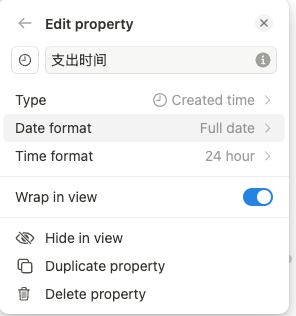 Edit property
支出时间
Type Created time
Date format Full date
Time format 24 hour
Wrap in view
Hide in view
Duplicate property
Delete property